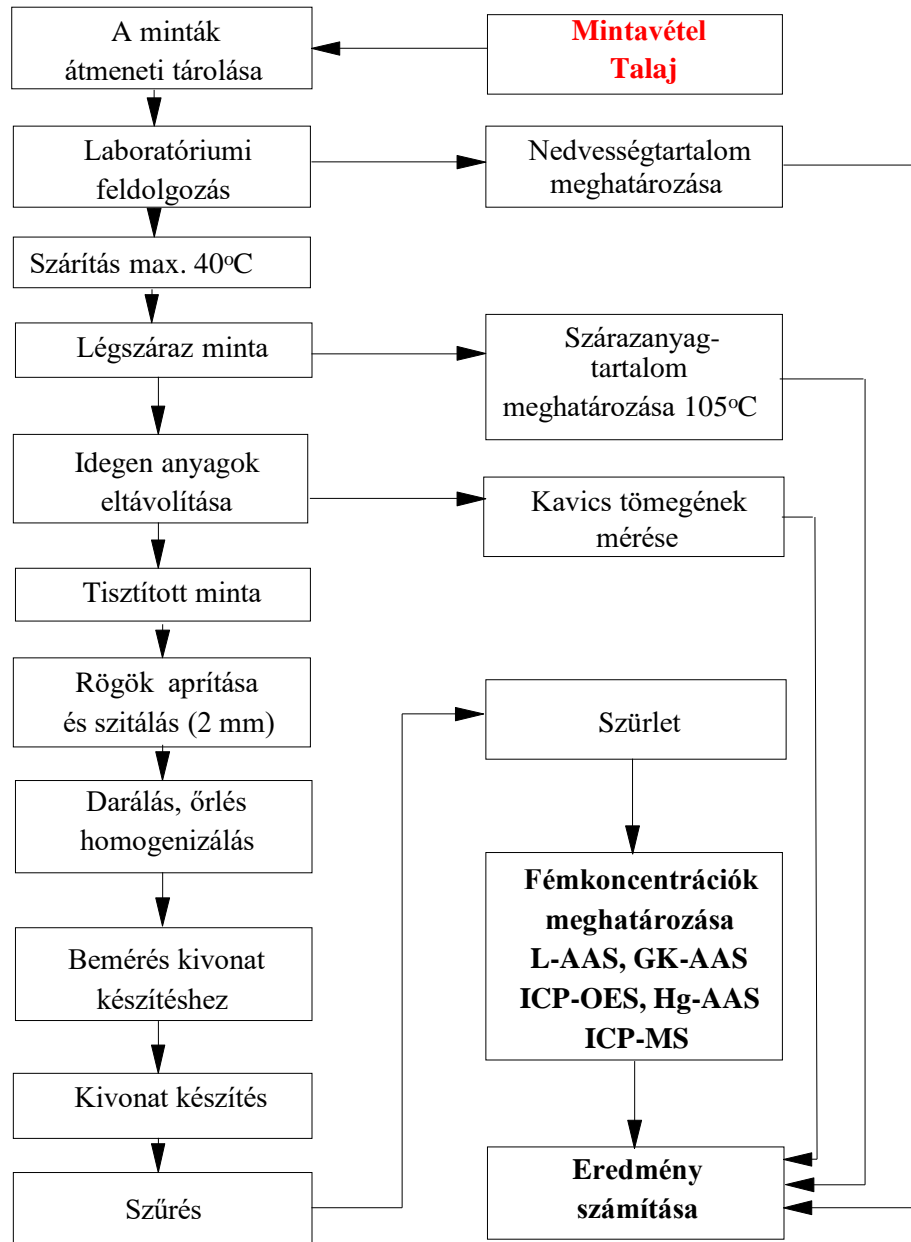 A minták
átmeneti tárolása
Mintavétel
Talaj
Laboratóriumi
feldolgozás
Nedvességtartalom
meghatározása
Szárítás max. 40ºC
Légszáraz minta
Szárazanyag-
tartalom
meghatározása 105ºC
Idegen anyagok
eltávolítása
Kavics tömegének
mérése
Tisztított minta
Rögök aprítása
és szitálás (2 mm)
Darálás, őrlés
homogenizálás
Bemérés kivonat
készítéshez
Kivonat készítés
Szűrés
Szürlet
Fémkoncentrációk
meghatározása
L-AAS, GK-AAS
ICP-OES, Hg-AAS
ICP-MS
Eredmény
számítása